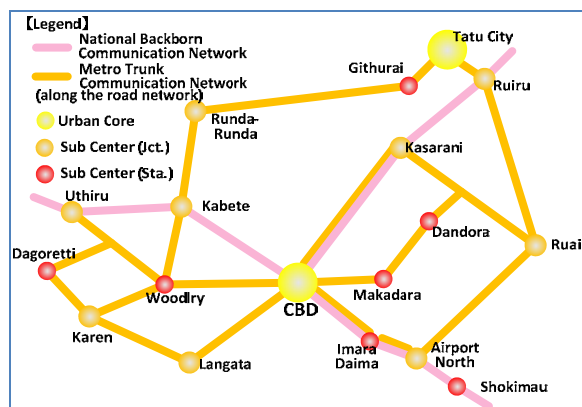 【Legend】
National Backborn
Communication Network
Metro Trunk
Communication Network
(along the road network)
Urban Core
Sub Center (Jct.)
Sub Center (Sta.)
Tatu City
Githurai
Ruiru
Runda-
Runda
Kasarani
Uthiru
Kabete
Dandora
Ruai
Dagoretti
Woodlry
CBD
Makadara
Karen
Langata
Imara
Daima
Airport
North
Shokimau